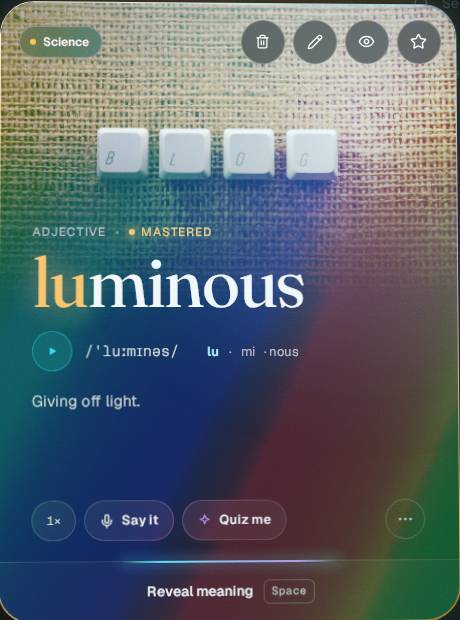 Science
B L O G
ADJECTIVE · MASTERED
luminous
/ˈluːmɪnəs/ lu · mi · nous
Giving off light.
1× Say it Quiz me
Reveal meaning Space